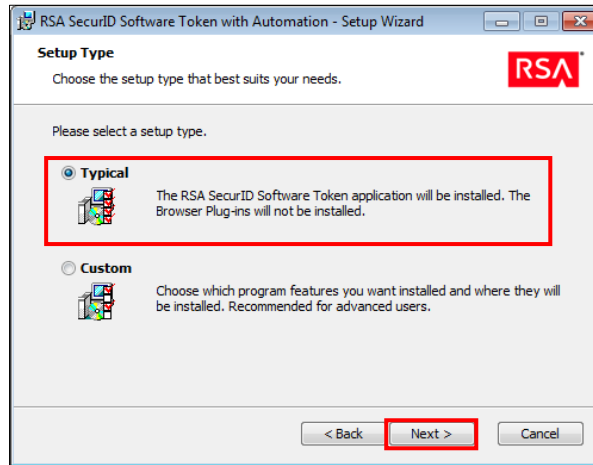 RSA SecurID Software Token with Automation - Setup Wizard
Setup Type
Choose the setup type that best suits your needs.
RSA
Please select a setup type.
Typical
The RSA SecurID Software Token application will be installed. The
Browser Plug-ins will not be installed.
Custom
Choose which program features you want installed and where they will
be installed. Recommended for advanced users.
< Back Next > Cancel